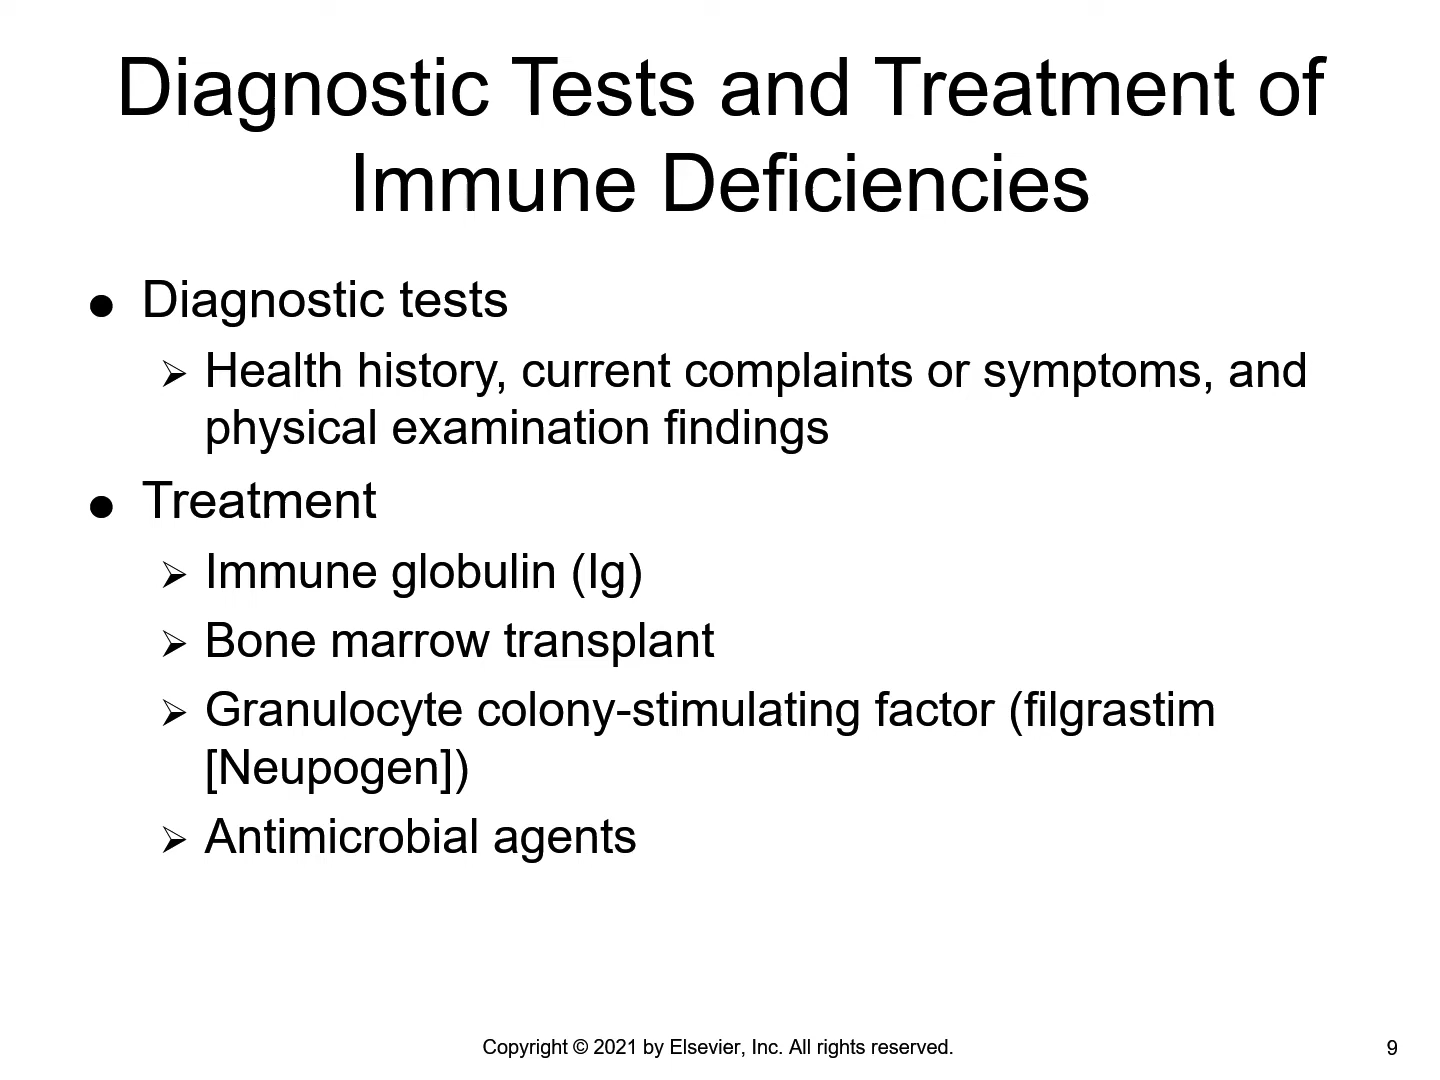 Diagnostic Tests and Treatment of
Immune Deficiencies
● Diagnostic tests
➢ Health history, current complaints or symptoms, and
physical examination findings
● Treatment
➢ Immune globulin (Ig)
➢ Bone marrow transplant
➢ Granulocyte colony-stimulating factor (filgrastim
[Neupogen])
➢ Antimicrobial agents
Copyright © 2021 by Elsevier, Inc. All rights reserved.
9